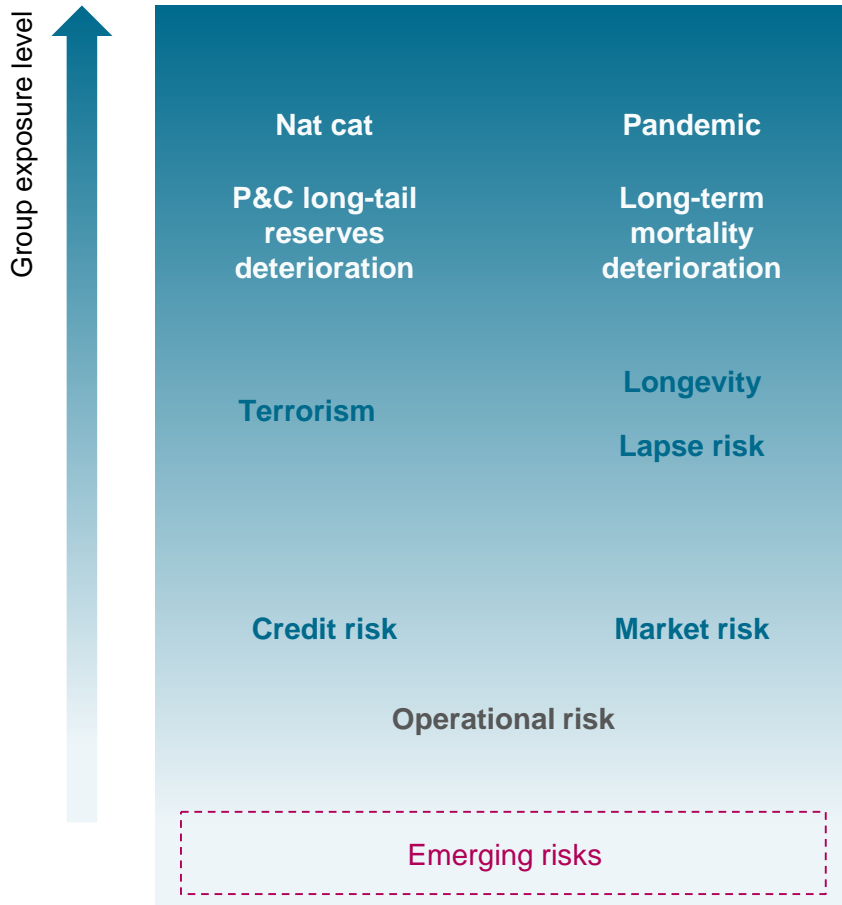 Group exposure level
Nat cat
Pandemic
P&C long-tail
reserves
deterioration
Long-term
mortality
deterioration
Longevity
Terrorism
Lapse risk
Credit risk
Market risk
Operational risk
Emerging risks